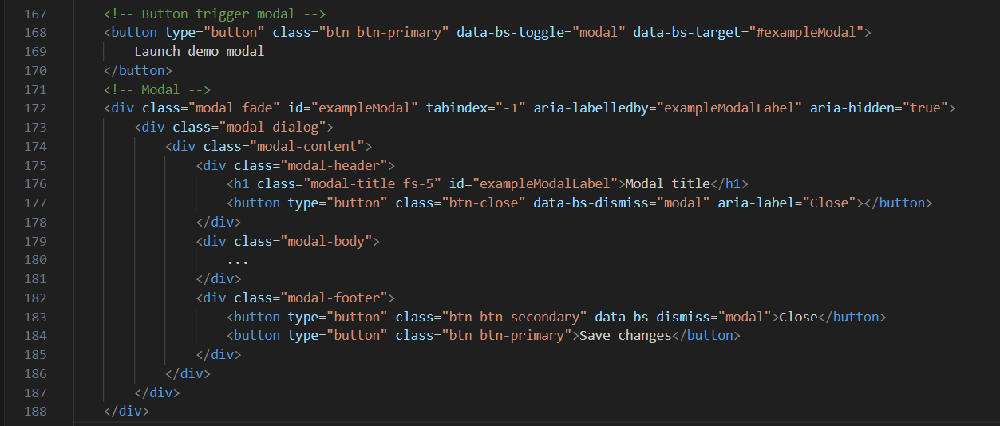 167 <!-- Button trigger modal -->
168 <button type="button" class="btn btn-primary" data-bs-toggle="modal" data-bs-target="#exampleModal">
169 Launch demo modal
170 </button>
171 <!-- Modal -->
172 <div class="modal fade" id="exampleModal" tabindex="-1" aria-labelledby="exampleModalLabel" aria-hidden="true">
173 <div class="modal-dialog">
174 <div class="modal-content">
175 <div class="modal-header">
176 <h1 class="modal-title fs-5" id="exampleModalLabel">Modal title</h1>
177 <button type="button" class="btn-close" data-bs-dismiss="modal" aria-label="Close"></button>
178 </div>
179 <div class="modal-body">
180 ...
181 </div>
182 <div class="modal-footer">
183 <button type="button" class="btn btn-secondary" data-bs-dismiss="modal">Close</button>
184 <button type="button" class="btn btn-primary">Save changes</button>
185 </div>
186 </div>
187 </div>
188 </div>